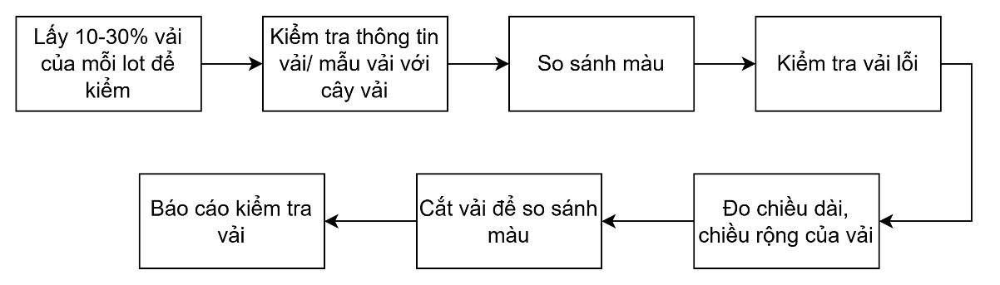 Lấy 10-30% vải
của mỗi lot để
kiểm
Kiểm tra thông tin
vải/ mẫu vải với
cây vải
So sánh màu
Kiểm tra vải lỗi
Đo chiều dài,
chiều rộng của vải
Cắt vải để so sánh
màu
Báo cáo kiểm tra
vải